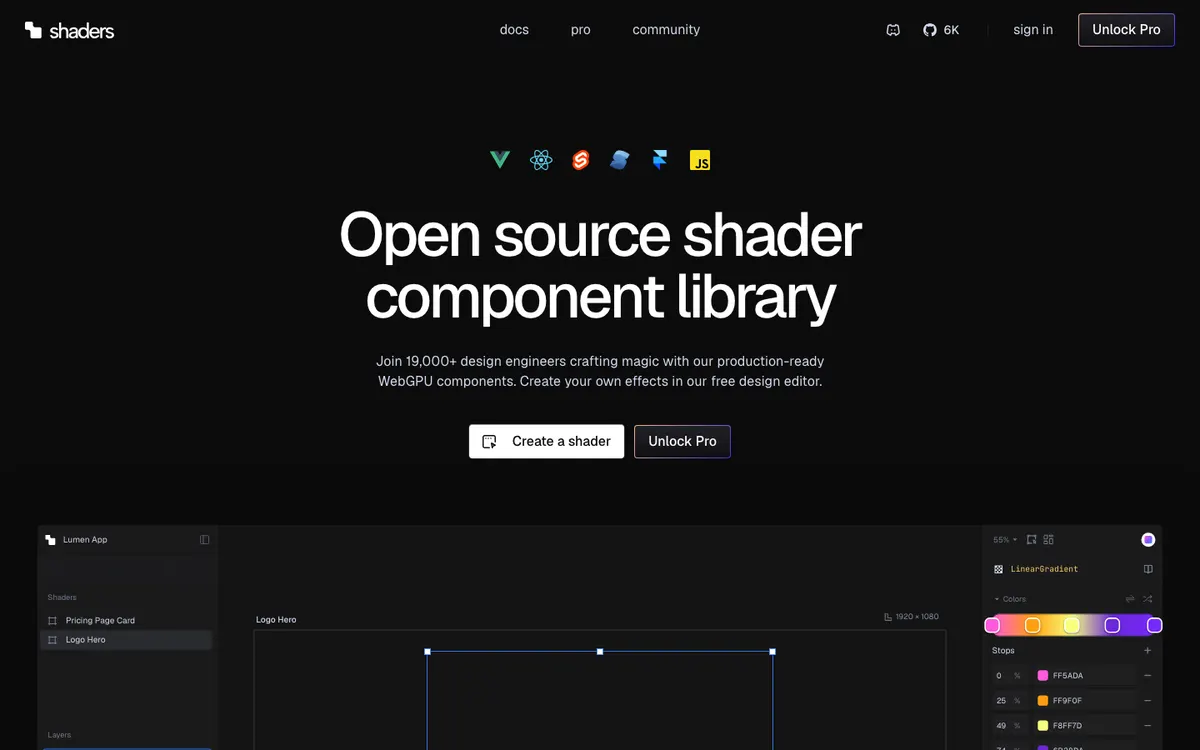 shaders
docs
pro
community
6K
sign in
Unlock Pro
JS
Open source shader
component library
Join 19,000+ design engineers crafting magic with our production-ready
WebGPU components. Create your own effects in our free design editor.
Create a shader
Unlock Pro
Lumen App
Shaders
Pricing Page Card
Logo Hero
Layers
Logo Hero
1920 × 1080
55%
LinearGradient
Colors
Stops
0 % FF5ADA
25 % FF9F0F
49 % F8FF7D